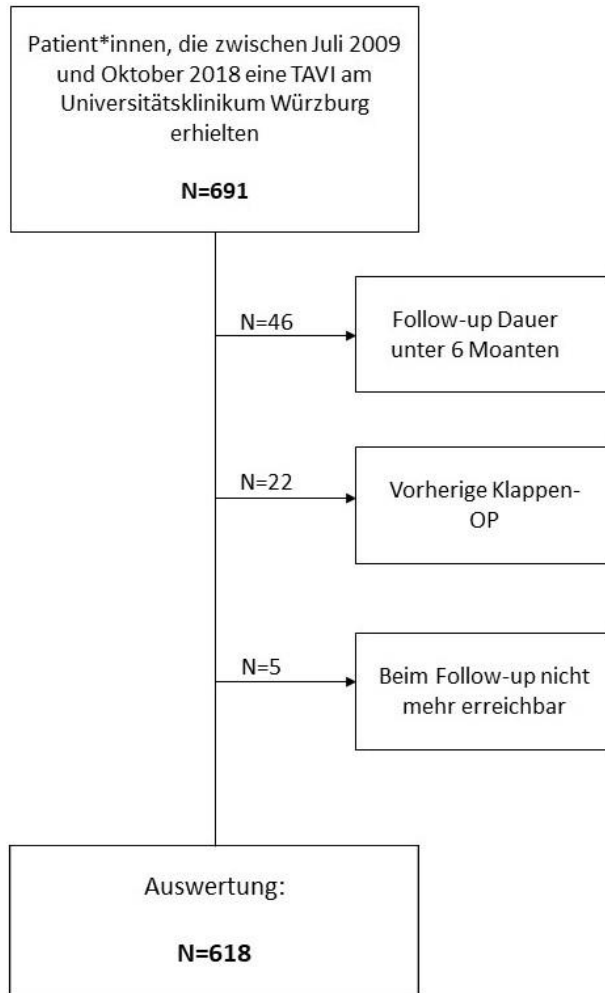 Patient*innen, die zwischen Juli 2009
und Oktober 2018 eine TAVI am
Universitätsklinikum Würzburg
erhielten
N=691
N=46
Follow-up Dauer
unter 6 Moanten
N=22
Vorherige Klappen-
OP
N=5
Beim Follow-up nicht
mehr erreichbar
Auswertung:
N=618